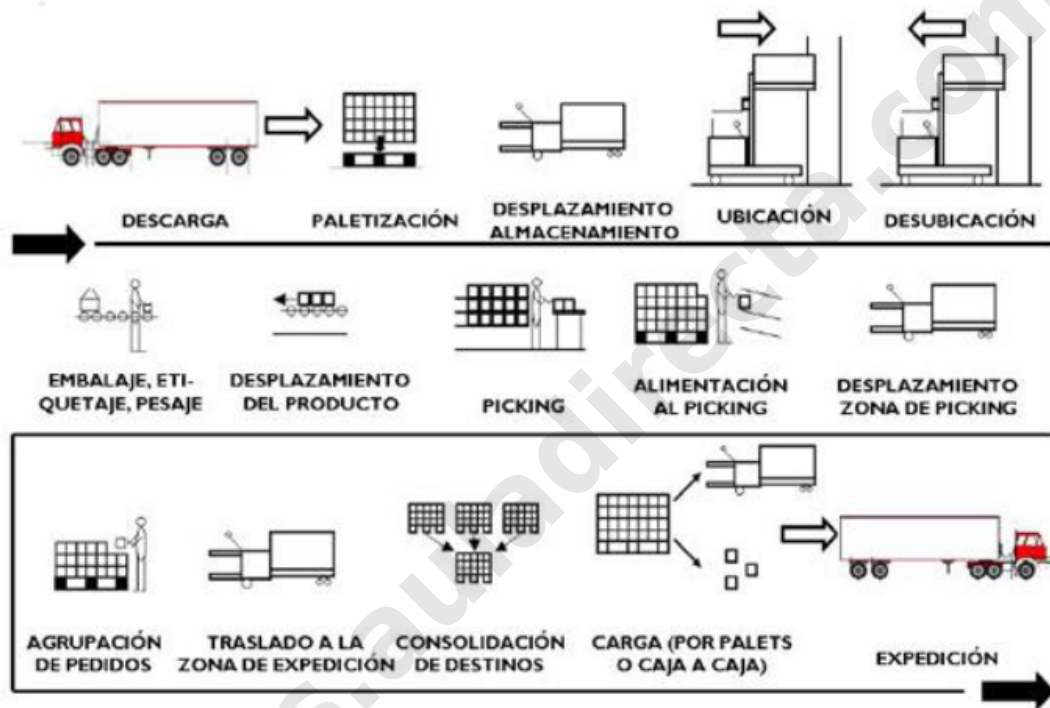 DESCARGA
PALETIZACIÓN
DESPLAZAMIENTO
ALMACENAMIENTO
UBICACIÓN
DESUBICACIÓN
EMBALAJE, ETI-
QUETAJE, PESAJE
DESPLAZAMIENTO
DEL PRODUCTO
PICKING
ALIMENTACIÓN
AL PICKING
DESPLAZAMIENTO
ZONA DE PICKING
AGRUPACIÓN
DE PEDIDOS
TRASLADO A LA
ZONA DE EXPEDICIÓN
CONSOLIDACIÓN
DE DESTINOS
CARGA (POR PALETS
O CAJA A CAJA)
EXPEDICIÓN
s.auladirecta.com